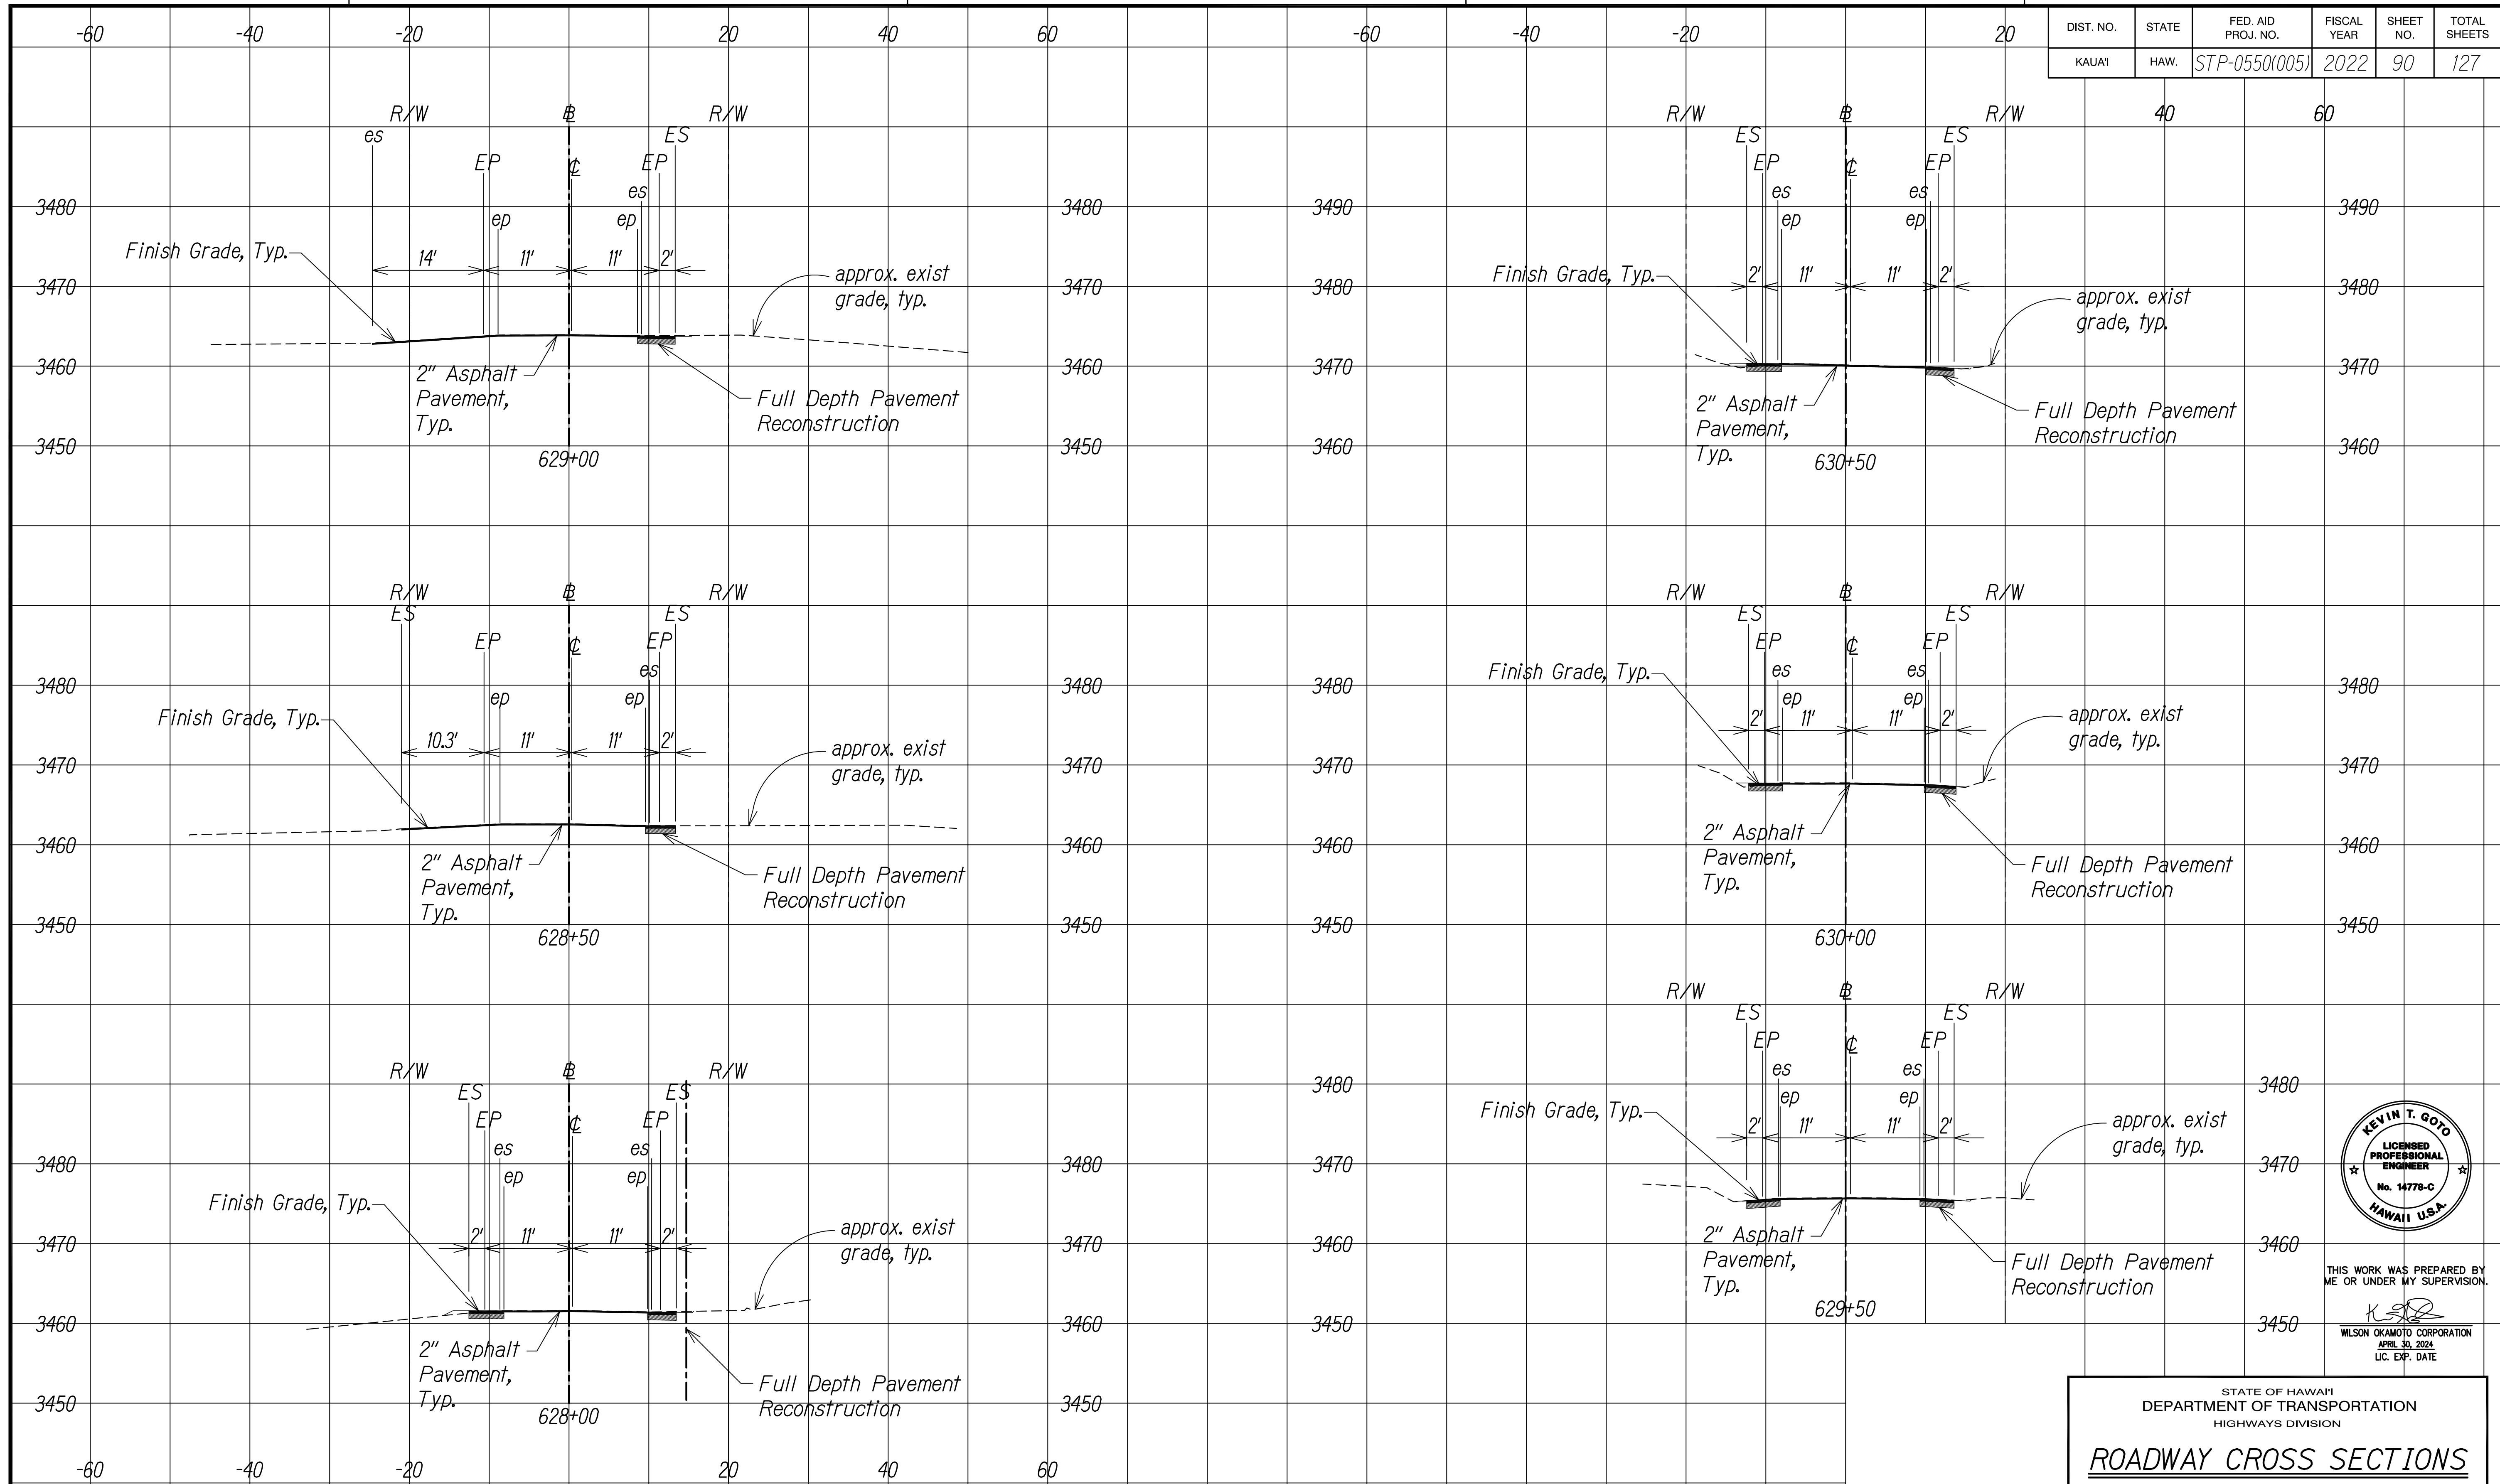 -60 -40 -20 20 40 60 -60 -40 -20 20
DIST. NO. STATE FED. AID PROJ. NO. FISCAL YEAR SHEET NO. TOTAL SHEETS
KAUA'I HAW. STP-0550(005) 2022 90 127
R/W ⅊ R/W
es
ES
EP
EP
℄
es
ep
ep
3480
3480
Finish Grade, Typ.
14' 11' 11' 2'
approx. exist
grade, typ.
3470
3470
3460
3460
2" Asphalt
Pavement,
Typ.
Full Depth Pavement
Reconstruction
3450
3450
629+00
R/W ⅊ R/W
ES
ES
EP
EP
℄
es
ep
ep
3480
3480
Finish Grade, Typ.
10.3' 11' 11' 2'
approx. exist
grade, typ.
3470
3470
3460
3460
2" Asphalt
Pavement,
Typ.
Full Depth Pavement
Reconstruction
3450
3450
628+50
R/W ⅊ R/W
ES
ES
EP
EP
℄
es
es
ep
ep
3480
3480
Finish Grade, Typ.
2' 11' 11' 2'
approx. exist
grade, typ.
3470
3470
3460
3460
2" Asphalt
Pavement,
Typ.
Full Depth Pavement
Reconstruction
3450
3450
628+00
-60 -40 -20 20 40 60
R/W ⅊ R/W 40 60
ES
ES
EP
EP
℄
es
es
ep
ep
3490
3490
Finish Grade, Typ.
2' 11' 11' 2'
approx. exist
grade, typ.
3480
3480
3470
3470
2" Asphalt
Pavement,
Typ.
Full Depth Pavement
Reconstruction
3460
3460
630+50
R/W ⅊ R/W
ES
ES
EP
EP
℄
es
es
ep
ep
3480
3480
Finish Grade, Typ.
2' 11' 11' 2'
approx. exist
grade, typ.
3470
3470
3460
3460
2" Asphalt
Pavement,
Typ.
Full Depth Pavement
Reconstruction
3450
3450
630+00
R/W ⅊ R/W
ES
ES
EP
EP
℄
es
es
ep
ep
3480
3480
Finish Grade, Typ.
2' 11' 11' 2'
approx. exist
grade, typ.
3470
3470
3460
3460
2" Asphalt
Pavement,
Typ.
Full Depth Pavement
Reconstruction
3450
3450
629+50
KEVIN T. GOTO
LICENSED
PROFESSIONAL
ENGINEER
No. 14778-C
HAWAII U.S.A.
THIS WORK WAS PREPARED BY
ME OR UNDER MY SUPERVISION.
WILSON OKAMOTO CORPORATION
APRIL 30, 2024
LIC. EXP. DATE
STATE OF HAWAI'I
DEPARTMENT OF TRANSPORTATION
HIGHWAYS DIVISION
ROADWAY CROSS SECTIONS